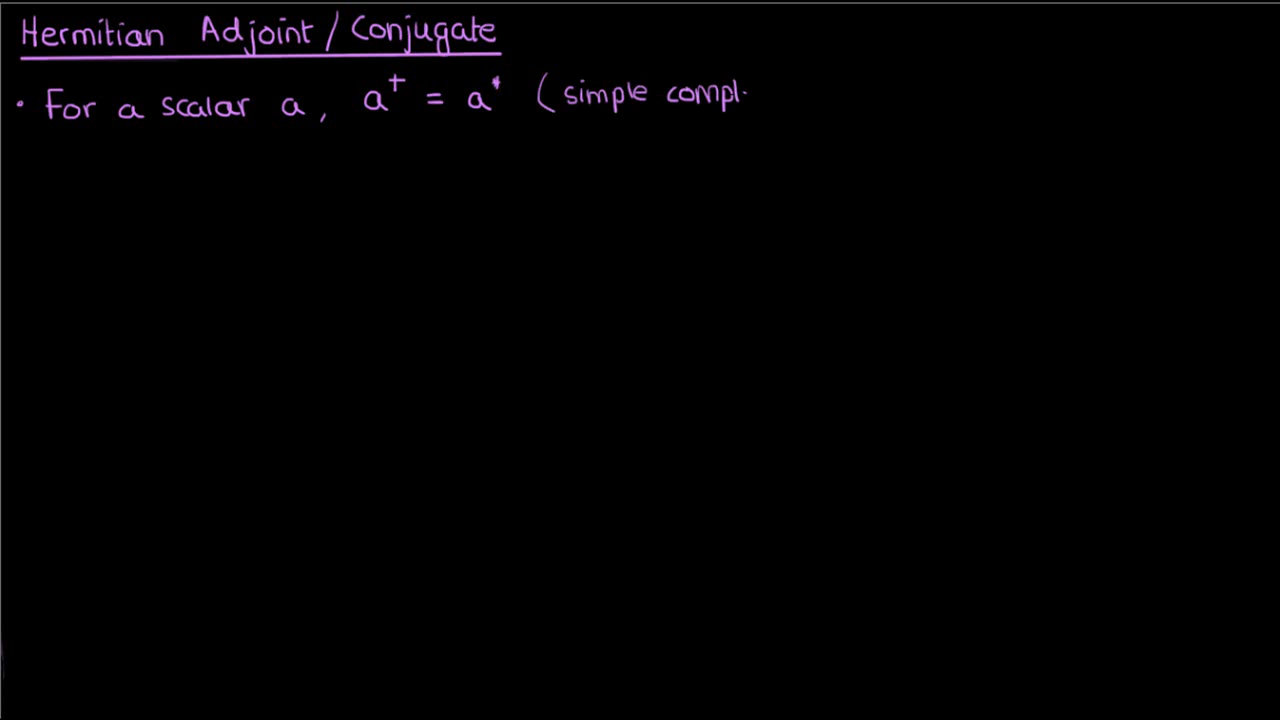 Hermitian Adjoint / Conjugate
• For a scalar a, a† = a* (simple compl